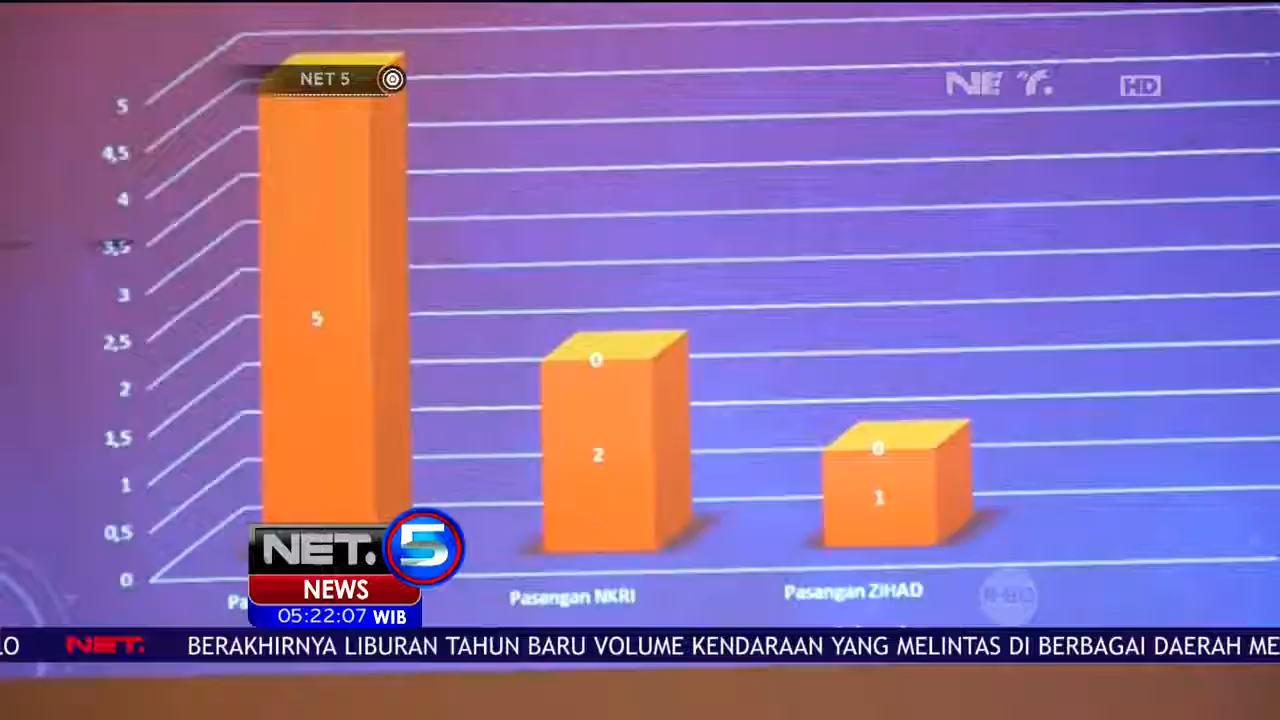 NET 5
NET.
HD
5
4,5
4
3,5
3
2,5
2
1,5
1
0,5
0
5
0
2
0
1
Pasangan NKRI
Pasangan ZIHAD
NET. 5
NEWS
05:22:07 WIB
NET.
BERAKHIRNYA LIBURAN TAHUN BARU VOLUME KENDARAAN YANG MELINTAS DI BERBAGAI DAERAH